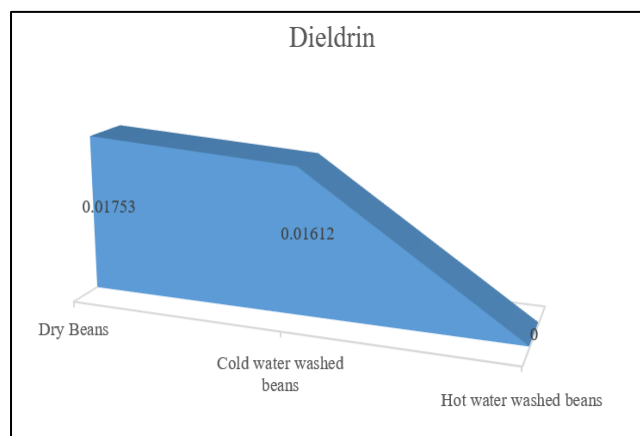 Dieldrin
0.01753
0.01612
0
Dry Beans
Cold water washed
beans
Hot water washed beans